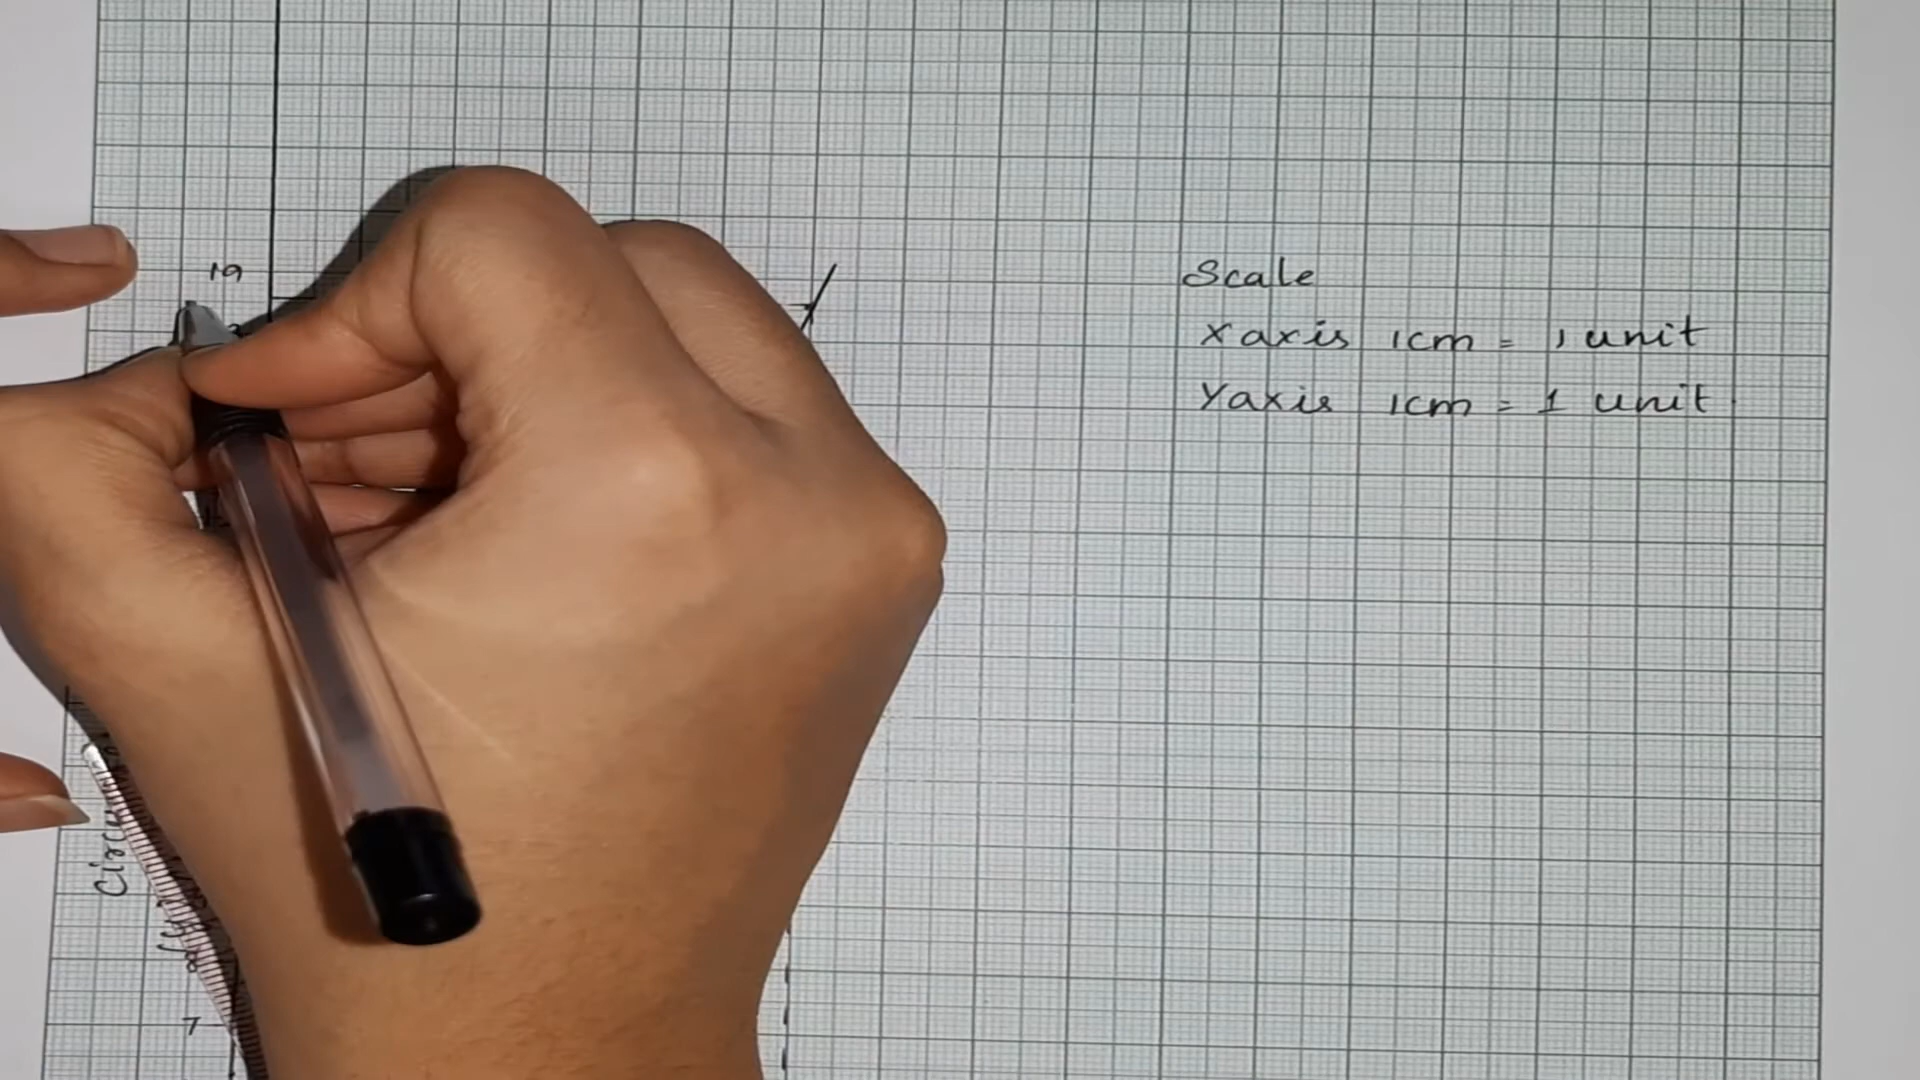 Scale
X axis 1cm = 1 unit
Y axis 1cm = 1 unit
19
7